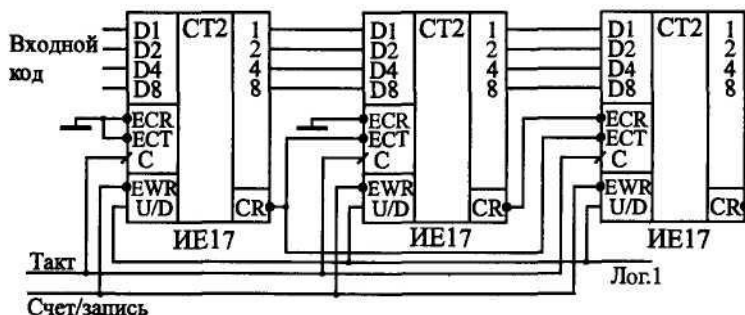 Входной код
D1 CT2 1
D2 2
D4 4
D8 8
ECR
ECT
C
EWR
U/D CR
ИЕ17
D1 CT2 1
D2 2
D4 4
D8 8
ECR
ECT
C
EWR
U/D CR
ИЕ17
D1 CT2 1
D2 2
D4 4
D8 8
ECR
ECT
C
EWR
U/D CR
ИЕ17
Такт
Лог.1
Счет/запись